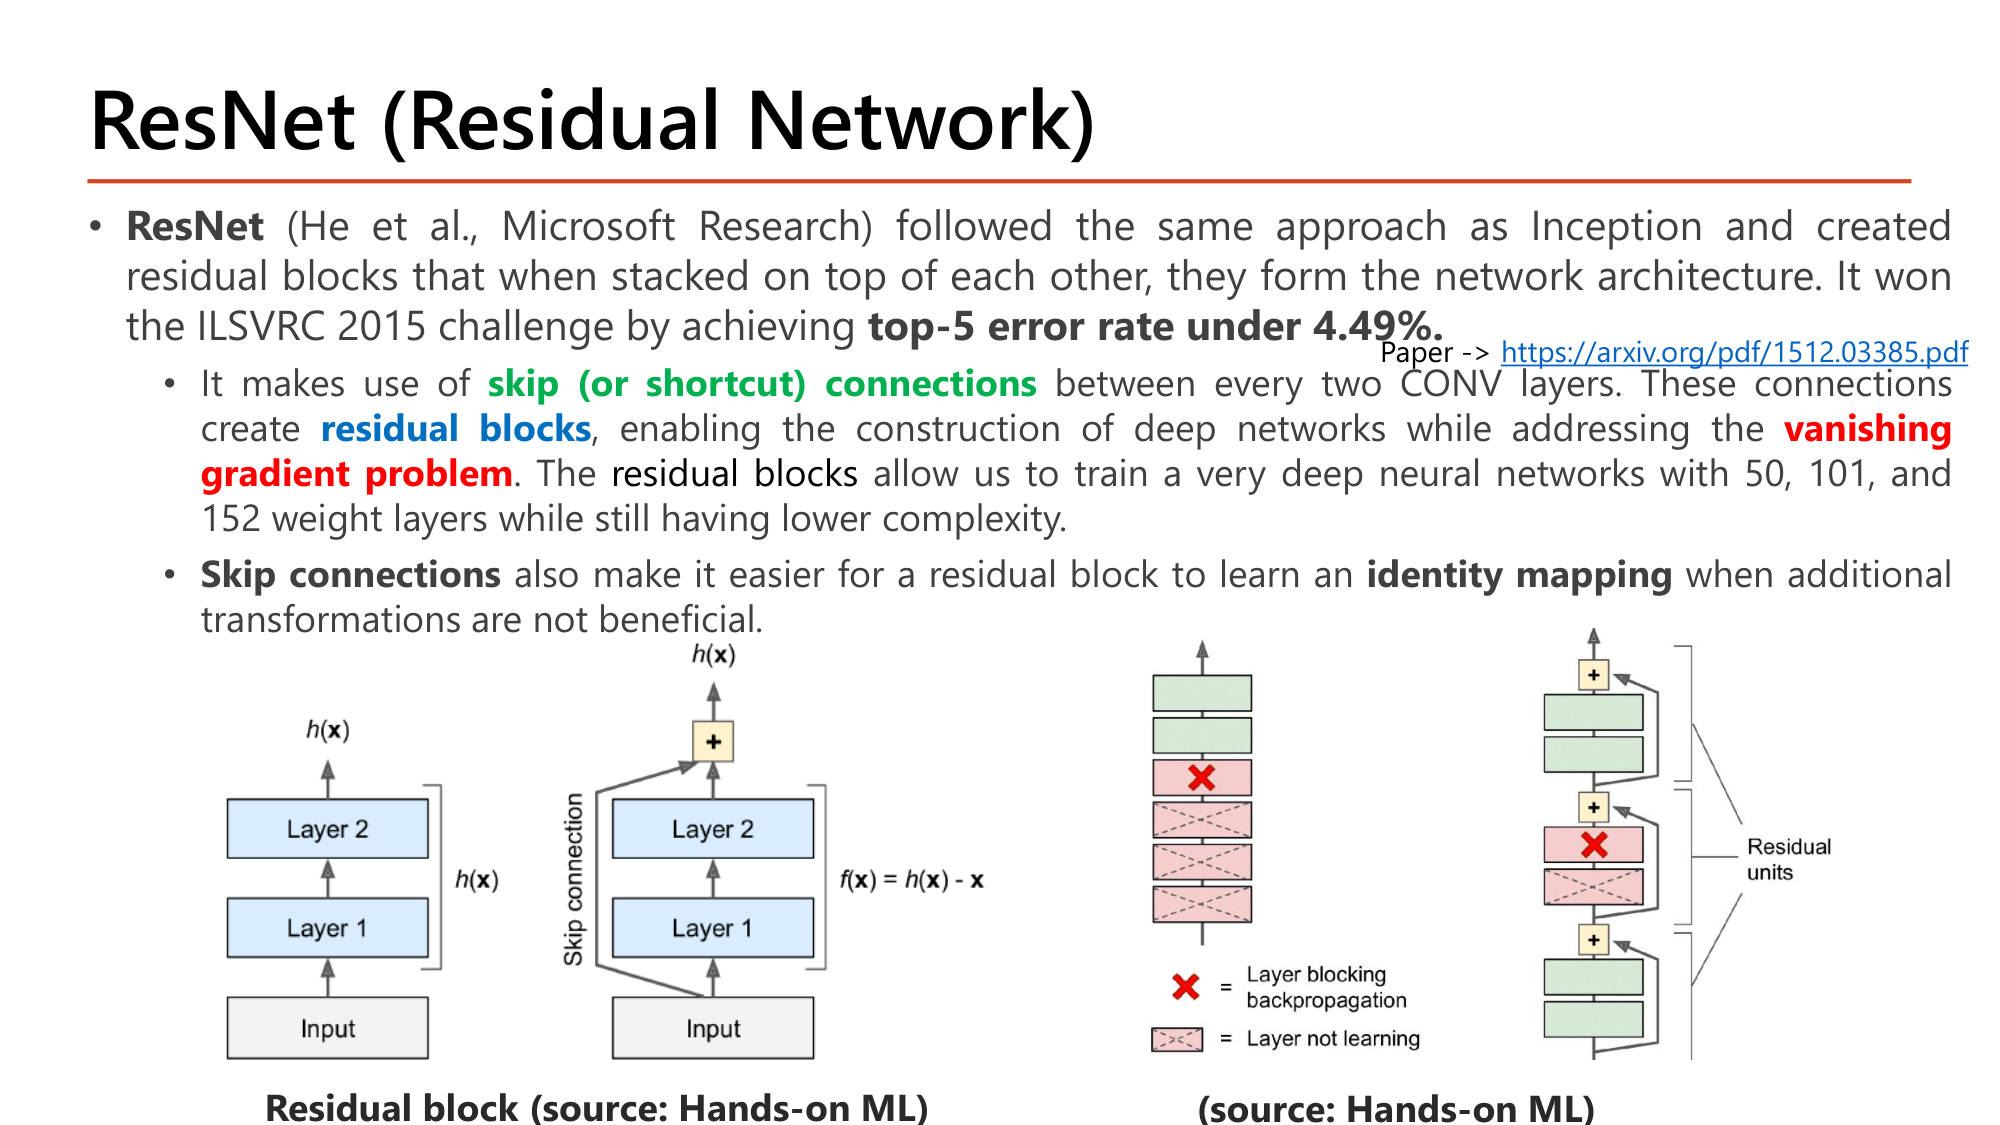 ResNet (Residual Network)
• ResNet (He et al., Microsoft Research) followed the same approach as Inception and created
residual blocks that when stacked on top of each other, they form the network architecture. It won
the ILSVRC 2015 challenge by achieving top-5 error rate under 4.49%.
Paper -> https://arxiv.org/pdf/1512.03385.pdf
• It makes use of skip (or shortcut) connections between every two CONV layers. These connections
create residual blocks, enabling the construction of deep networks while addressing the vanishing
gradient problem. The residual blocks allow us to train a very deep neural networks with 50, 101, and
152 weight layers while still having lower complexity.
• Skip connections also make it easier for a residual block to learn an identity mapping when additional
transformations are not beneficial.
h(x)
Layer 2
Layer 1
h(x)
Input
h(x)
+
Skip connection
Layer 2
Layer 1
f(x) = h(x) - x
Input
Residual block (source: Hands-on ML)
= Layer blocking
backpropagation
= Layer not learning
+
+
+
Residual
units
(source: Hands-on ML)